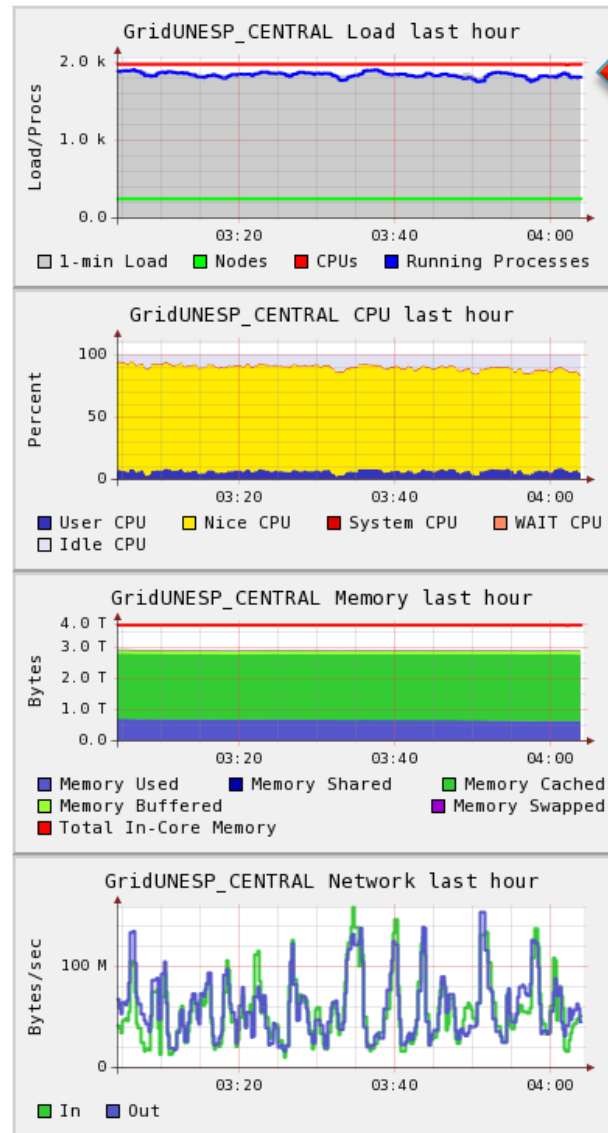 GridUNESP_CENTRAL Load last hour
2.0 k
1.0 k
0.0
Load/Procs
03:20 03:40 04:00
1-min Load Nodes CPUs Running Processes
GridUNESP_CENTRAL CPU last hour
100
50
0
Percent
03:20 03:40 04:00
User CPU Nice CPU System CPU WAIT CPU
Idle CPU
GridUNESP_CENTRAL Memory last hour
4.0 T
3.0 T
2.0 T
1.0 T
0.0
Bytes
03:20 03:40 04:00
Memory Used Memory Shared Memory Cached
Memory Buffered Memory Swapped
Total In-Core Memory
GridUNESP_CENTRAL Network last hour
100 M
0
Bytes/sec
03:20 03:40 04:00
In Out